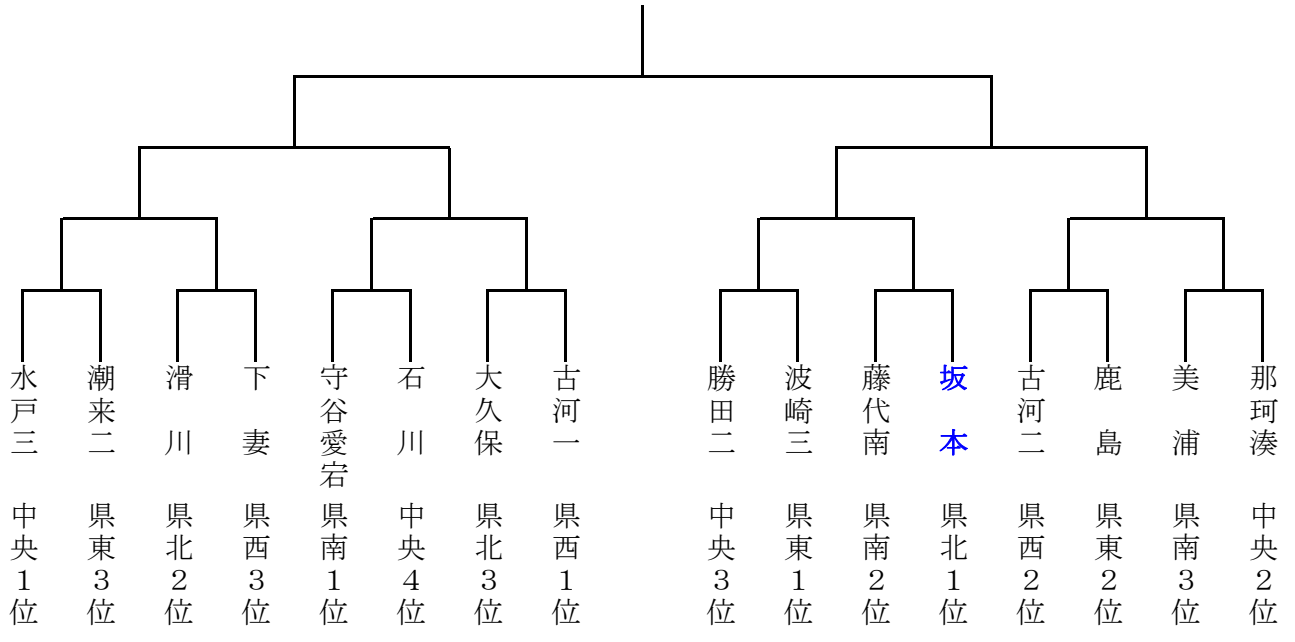 水戸三 中央1位
潮来二 県東3位
滑川 県北2位
下妻 県西3位
守谷愛宕 県南1位
石川 中央4位
大久保 県北3位
古河一 県西1位
勝田二 中央3位
波崎三 県東1位
藤代南 県南2位
坂本 県北1位
古河二 県西2位
鹿島 県東2位
美浦 県南3位
那珂湊 中央2位